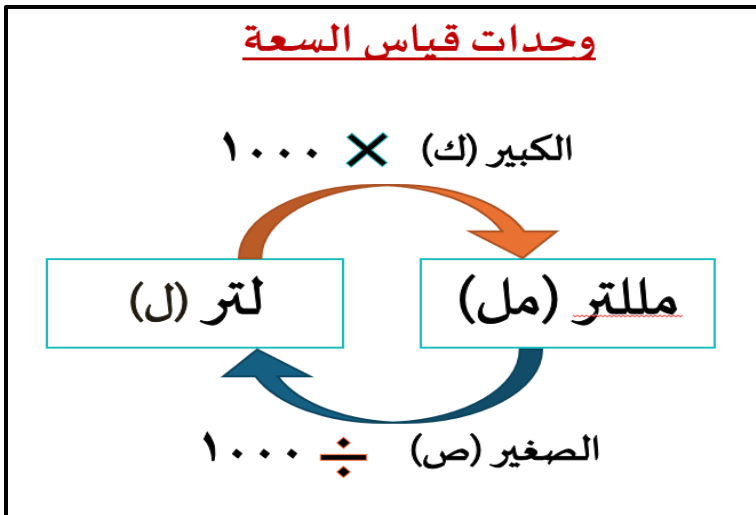 وحدات قياس السعة
الكبير (ك) × ١٠٠٠
مللتر (مل)
لتر (ل)
الصغير (ص) ÷ ١٠٠٠